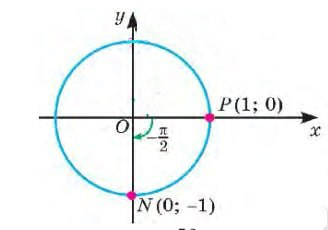 y
P(1; 0)
O
-π/2
x
N(0; -1)